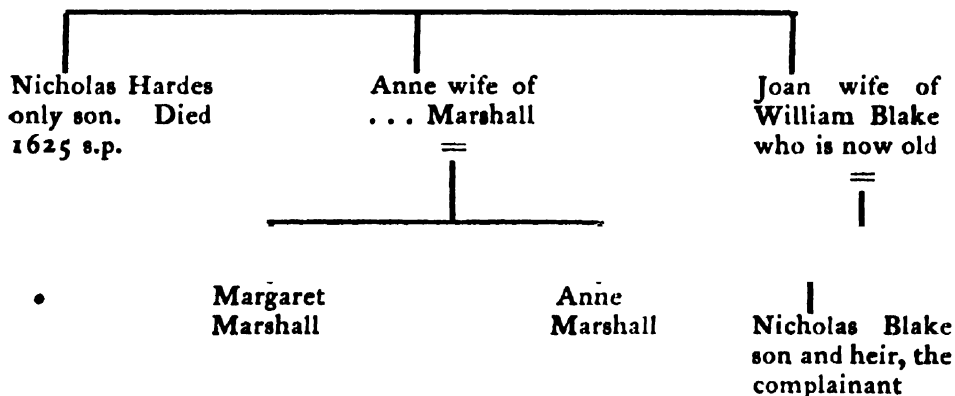 Nicholas Hardes
only son. Died
1625 s.p.
Anne wife of
... Marshall
=
Joan wife of
William Blake
who is now old
=
Margaret
Marshall
Anne
Marshall
Nicholas Blake
son and heir, the
complainant